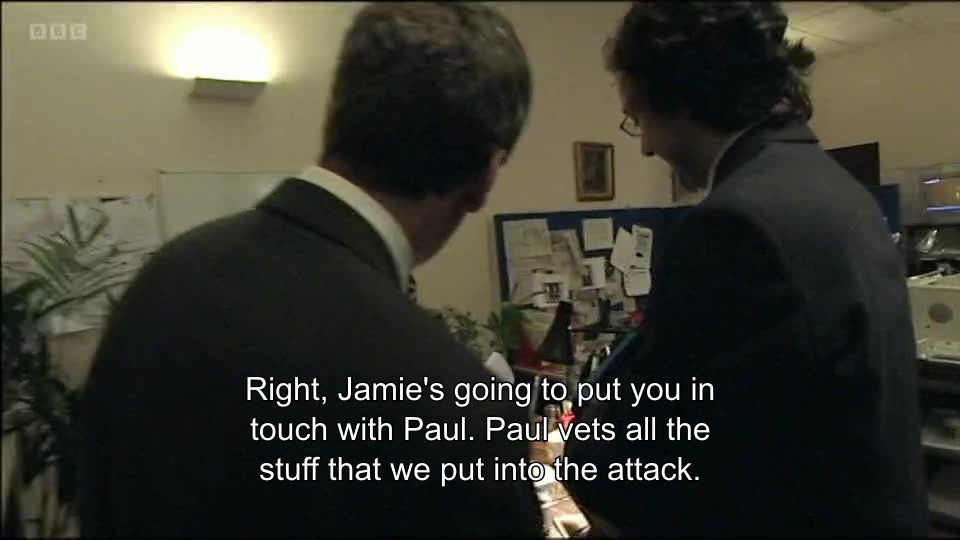 BBC
Right, Jamie's going to put you in
touch with Paul. Paul vets all the
stuff that we put into the attack.